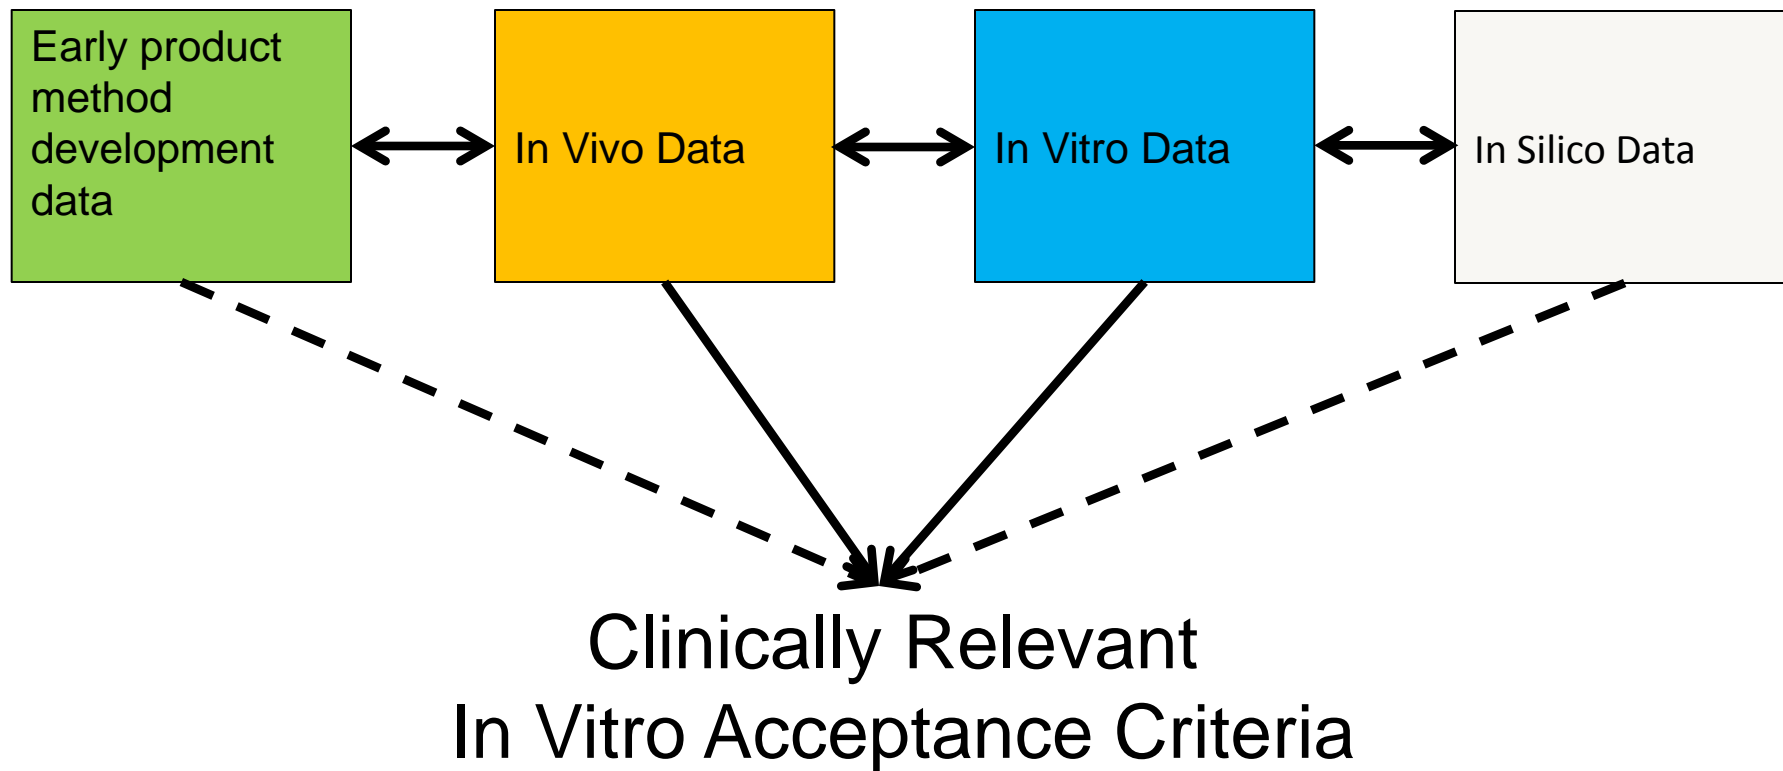 Early product
method
development
data
In Vivo Data
In Vitro Data
In Silico Data
Clinically Relevant
In Vitro Acceptance Criteria